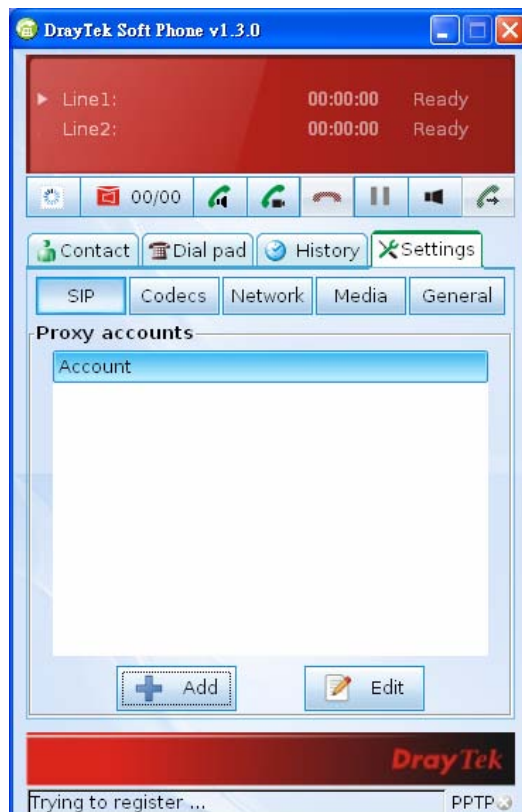 DrayTek Soft Phone v1.3.0
Line1: 00:00:00 Ready
Line2: 00:00:00 Ready
00/00
Contact Dial pad History Settings
SIP Codecs Network Media General
Proxy accounts
Account
Add Edit
DrayTek
Trying to register ... PPTP